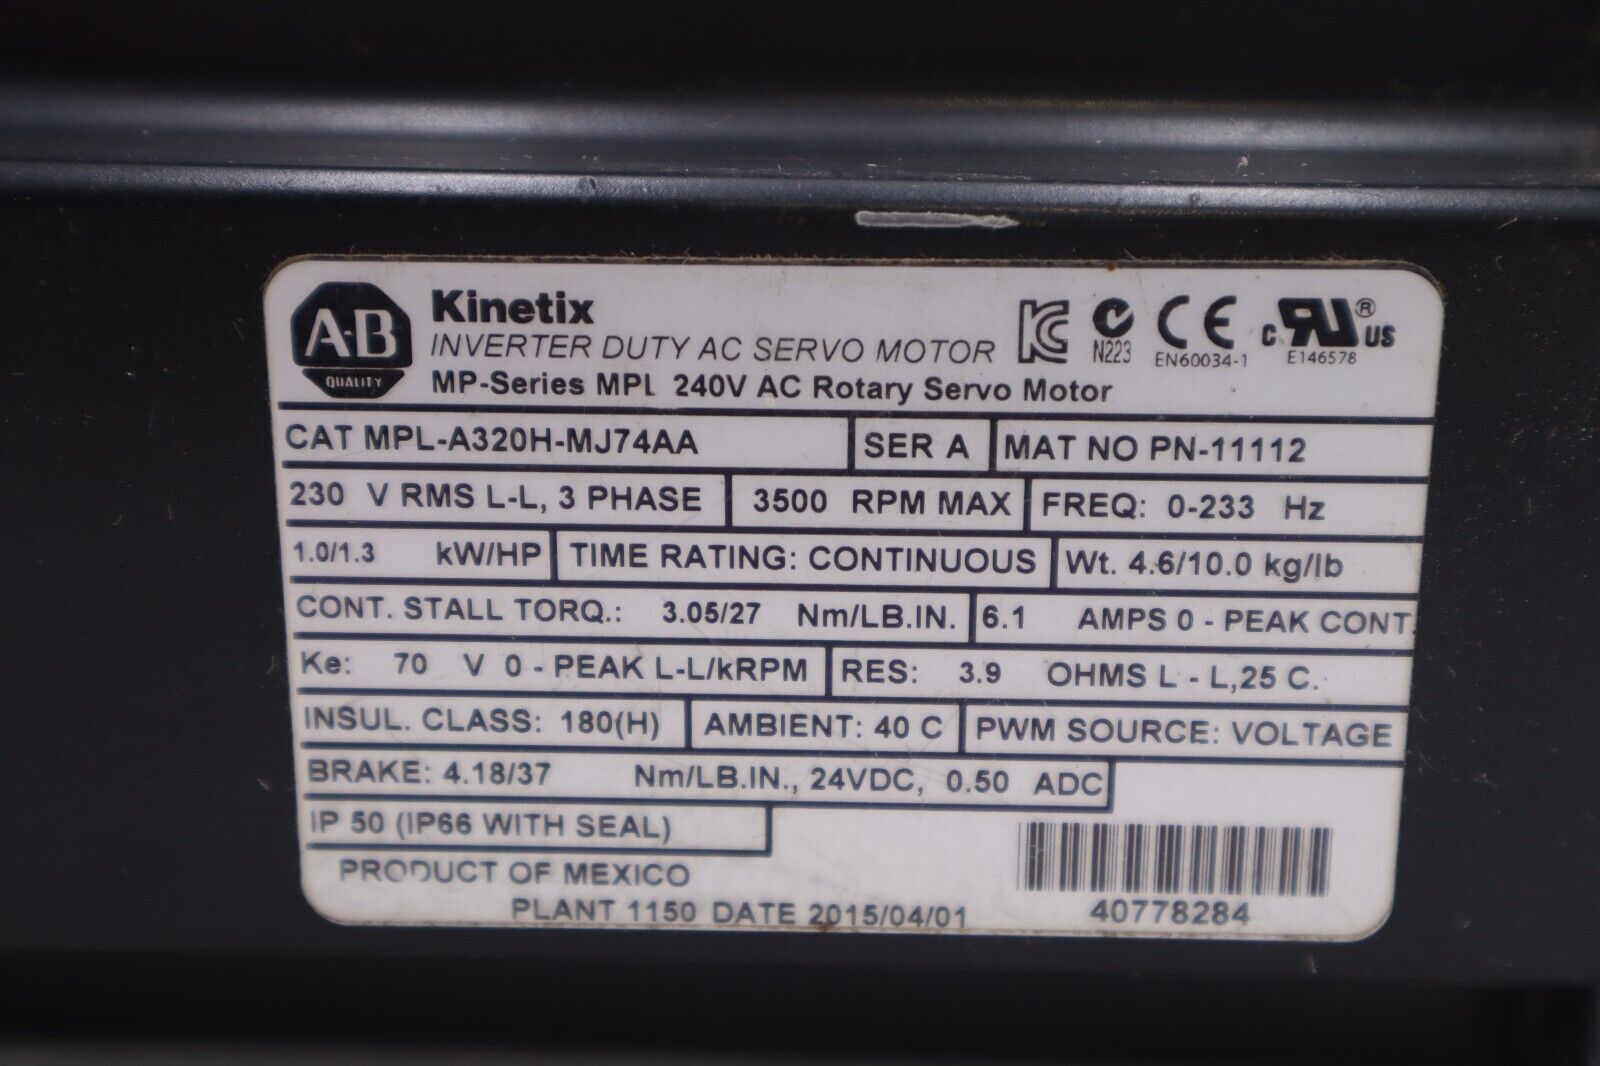 A-B
QUALITY
Kinetix
INVERTER DUTY AC SERVO MOTOR
MP-Series MPL 240V AC Rotary Servo Motor
N223
CE
EN60034-1
c RU ® US
E146578
CAT MPL-A320H-MJ74AA SER A MAT NO PN-11112
230 V RMS L-L, 3 PHASE 3500 RPM MAX FREQ: 0-233 Hz
1.0/1.3 kW/HP TIME RATING: CONTINUOUS Wt. 4.6/10.0 kg/lb
CONT. STALL TORQ.: 3.05/27 Nm/LB.IN. 6.1 AMPS 0 - PEAK CONT
Ke: 70 V 0 - PEAK L-L/kRPM RES: 3.9 OHMS L - L,25 C.
INSUL. CLASS: 180(H) AMBIENT: 40 C PWM SOURCE: VOLTAGE
BRAKE: 4.18/37 Nm/LB.IN., 24VDC, 0.50 ADC
IP 50 (IP66 WITH SEAL)
PRODUCT OF MEXICO
PLANT 1150 DATE 2015/04/01
40778284